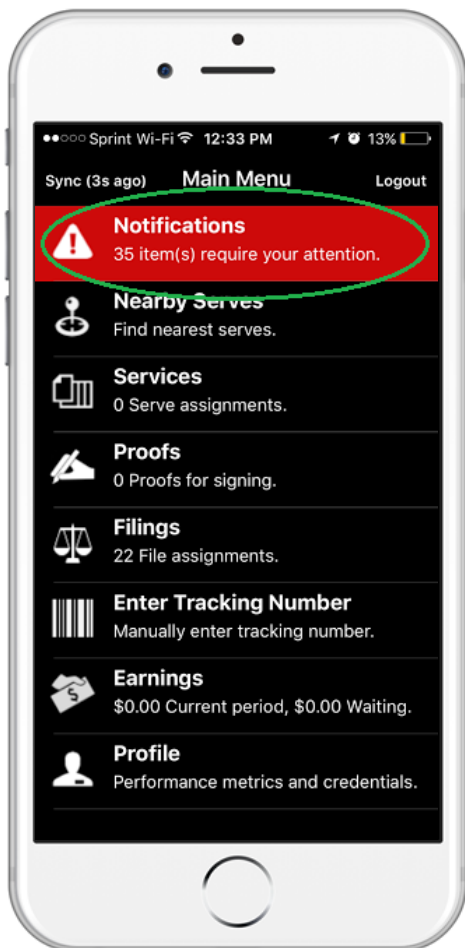 Sprint Wi-Fi 12:33 PM 13%
Sync (3s ago) Main Menu Logout
Notifications
35 item(s) require your attention.
Nearby Serves
Find nearest serves.
Services
0 Serve assignments.
Proofs
0 Proofs for signing.
Filings
22 File assignments.
Enter Tracking Number
Manually enter tracking number.
Earnings
$0.00 Current period, $0.00 Waiting.
Profile
Performance metrics and credentials.